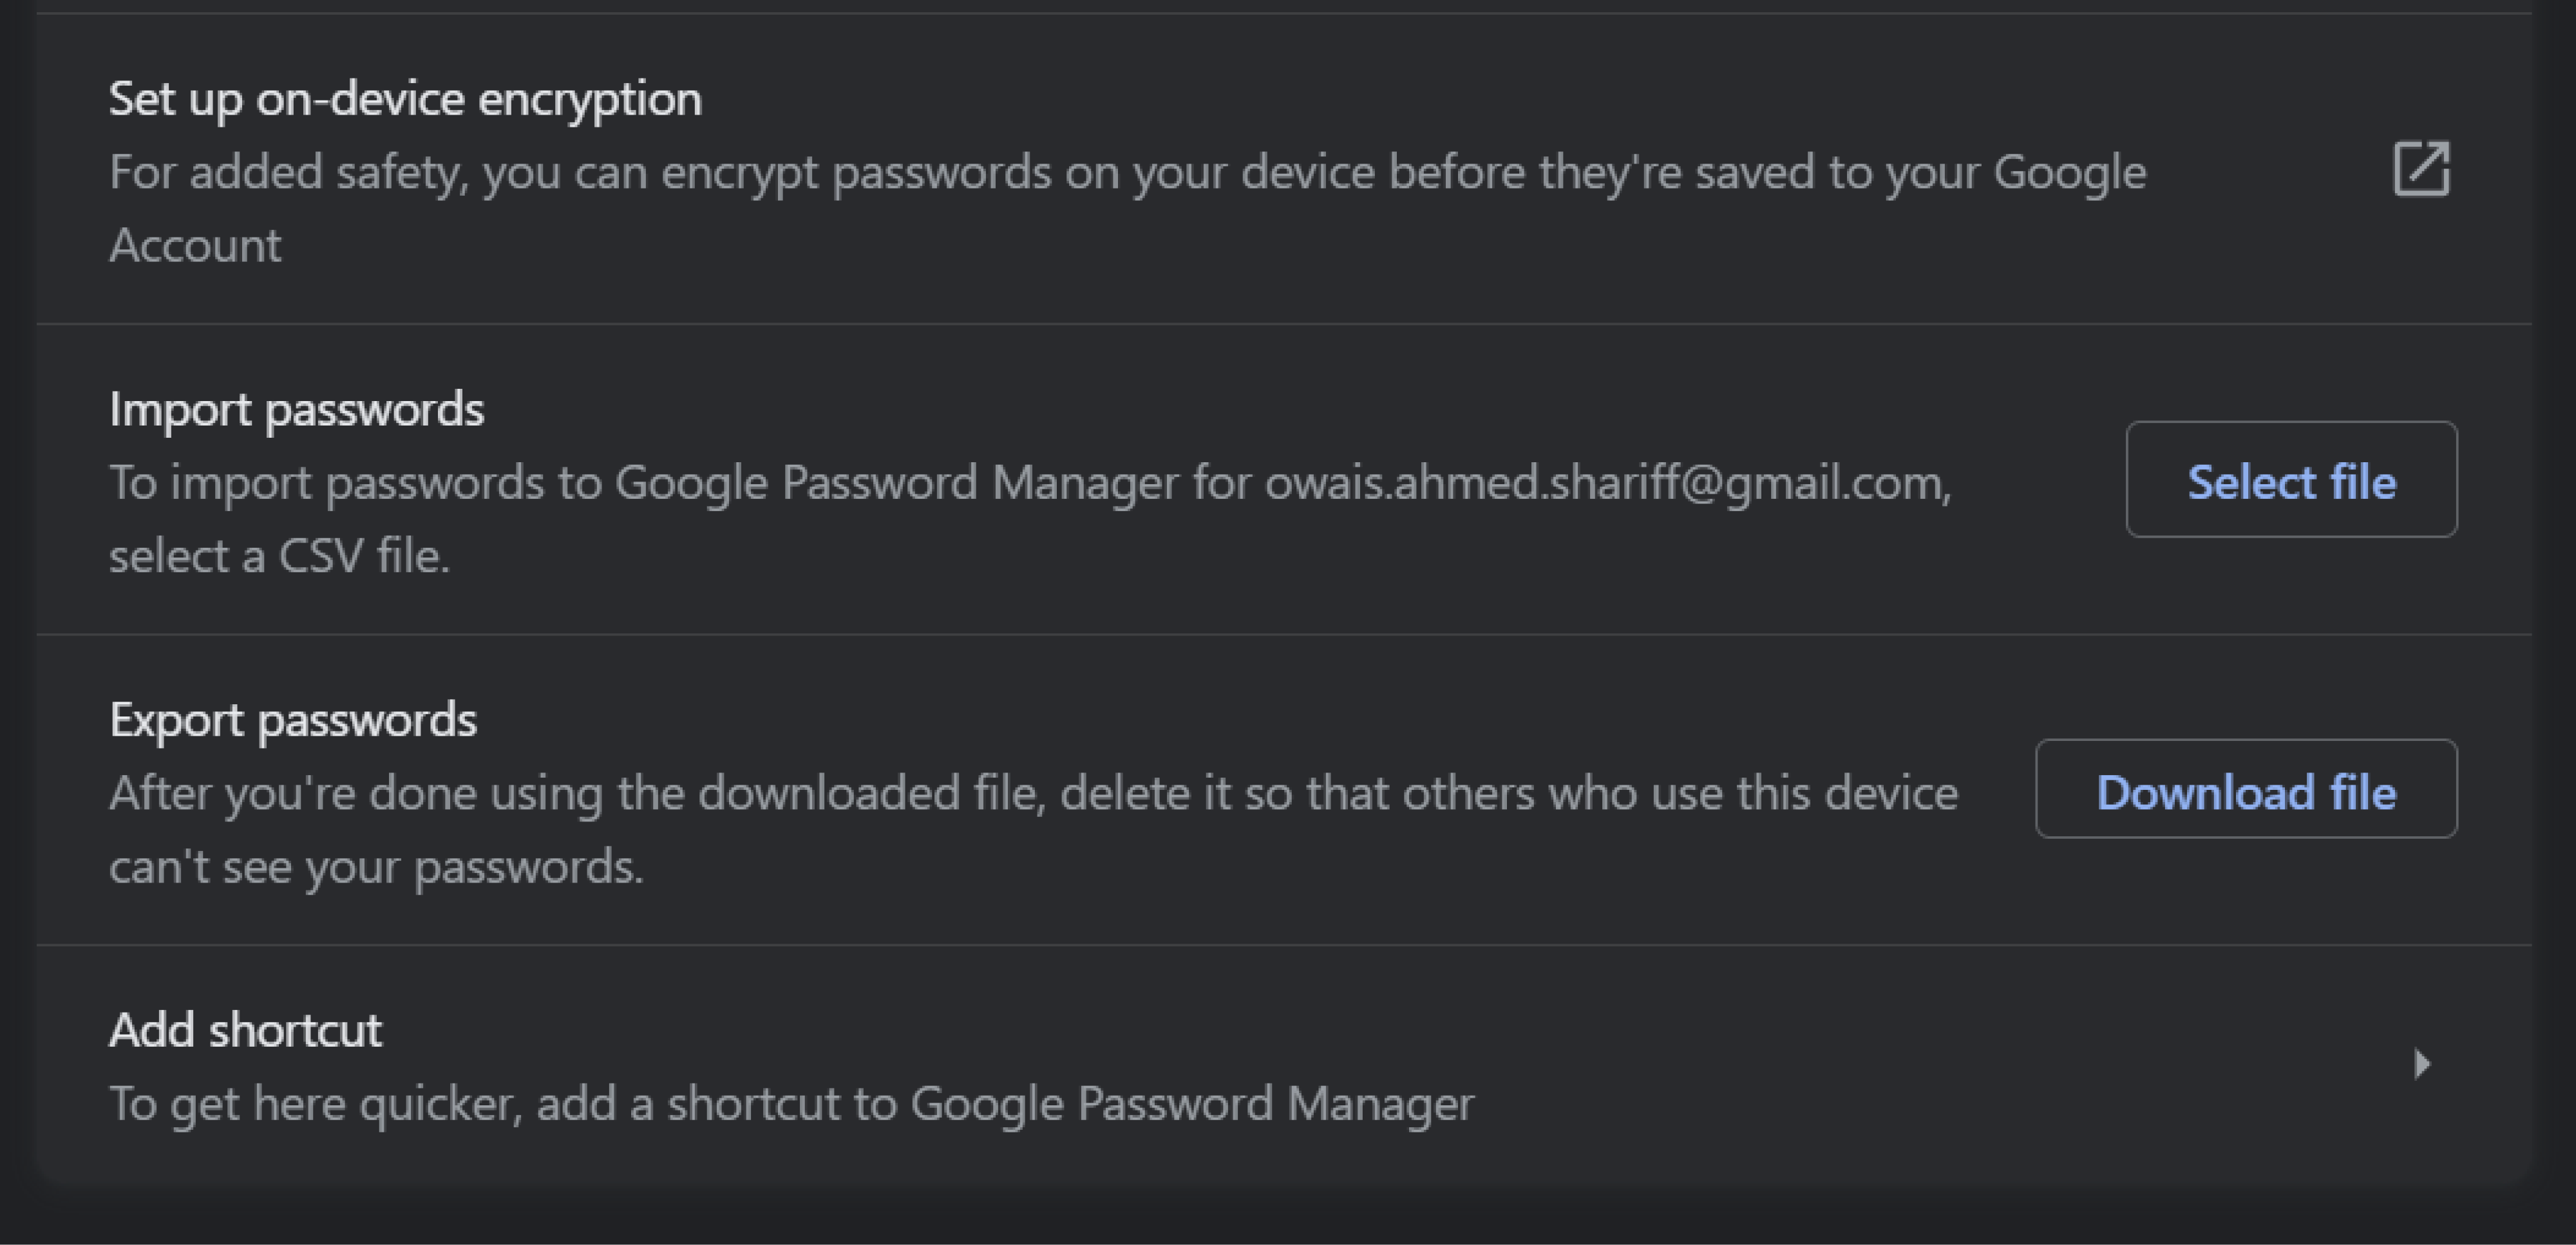 Set up on-device encryption
For added safety, you can encrypt passwords on your device before they're saved to your Google
Account
Import passwords
To import passwords to Google Password Manager for owais.ahmed.shariff@gmail.com,
select a CSV file.
Select file
Export passwords
After you're done using the downloaded file, delete it so that others who use this device
can't see your passwords.
Download file
Add shortcut
To get here quicker, add a shortcut to Google Password Manager